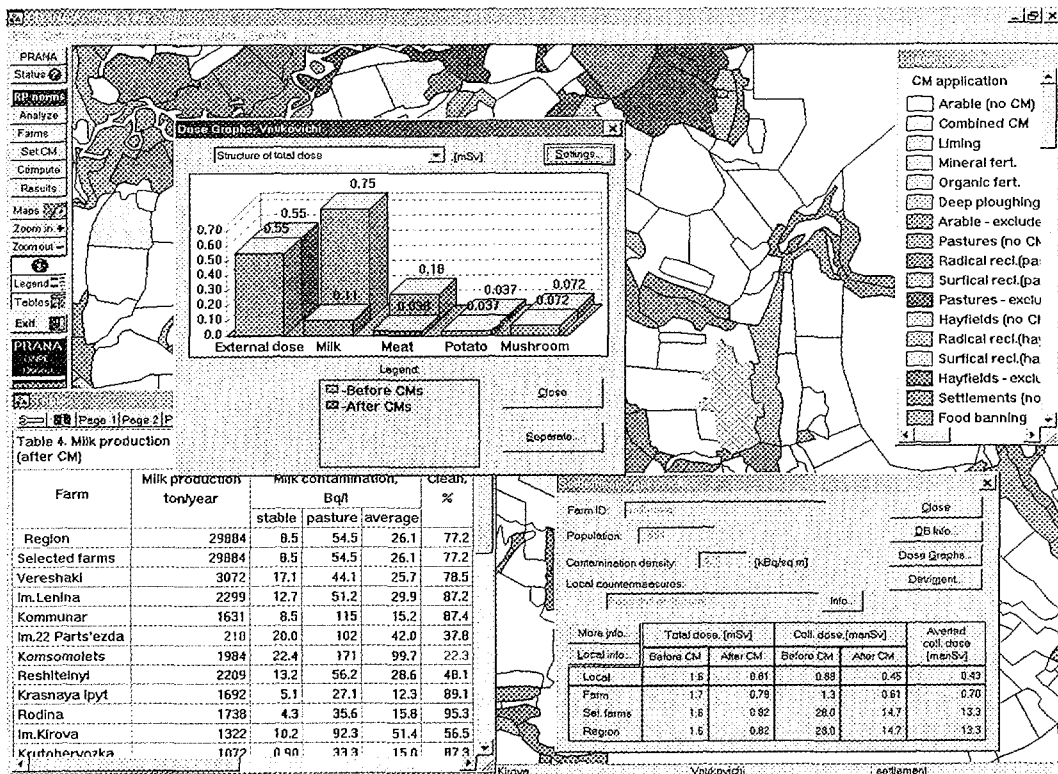 PRANA
Status
RP norms
Analyze
Farms
Set CM
Compute
Results
Maps
Zoom in +
Zoom out -
Legend
Tables
Exit
PRANA
Dose Graphs, Vnukovichi
Structure of total dose
[mSv]
Settings...
0.75
0.55
0.55
0.70
0.60
0.50
0.40
0.30
0.20
0.10
0.0
0.11
0.18
0.037
0.037
0.072
0.072
External dose Milk Meat Potato Mushroom
Legend:
-Before CMs
-After CMs
Close
Separate...
CM application
Arable (no CM)
Combined CM
Liming
Mineral fert.
Organic fert.
Deep ploughing
Arable - exclude
Pastures (no CM
Radical recl.(pa
Surfical recl.(pa
Pastures - exclu
Hayfields (no CM
Radical recl.(ha
Surfical recl.(ha
Hayfields - exclu
Settlements (no
Food banning
Page 1 Page 2 P
Table 4. Milk production
(after CM)
Farm Milk production ton/year Milk contamination, Bq/l Clean, %
stable pasture average
Region 29884 8.5 54.5 26.1 77.2
Selected farms 29884 8.5 54.5 26.1 77.2
Vereshaki 3072 17.1 44.1 25.7 78.5
Im.Lenina 2299 12.7 51.2 29.9 87.2
Kommunar 1631 8.5 115 15.2 87.4
Im.22 Parts'ezda 218 20.0 102 42.0 37.8
Komsomolets 1984 22.4 171 99.7 22.3
Reshitelnyi 2209 13.2 56.2 28.6 48.1
Krasnaya Ipyt 1692 5.1 27.1 12.3 89.1
Rodina 1738 4.3 35.6 15.8 95.3
Im.Kirova 1322 10.2 92.3 51.4 56.5
Krutobervozka 1072 0.90 33.3 15.0 87.3
Farm ID:
Population:
Contamination density: [kBq/sq m]
Local countermeasures:
Info..
Close
DB Info..
Dose Graphs..
Deviment..
More info..
Local info:
Total dose, [mSv] Coll. dose,[manSv] Averted coll. dose [manSv]
Before CM After CM Before CM After CM
Local 1.6 0.81 0.88 0.45 0.43
Farm 1.7 0.79 1.3 0.61 0.70
Sel. farms 1.6 0.82 28.0 14.7 13.3
Region 1.6 0.82 28.0 14.7 13.3
Kirova Vnukovichi settlement